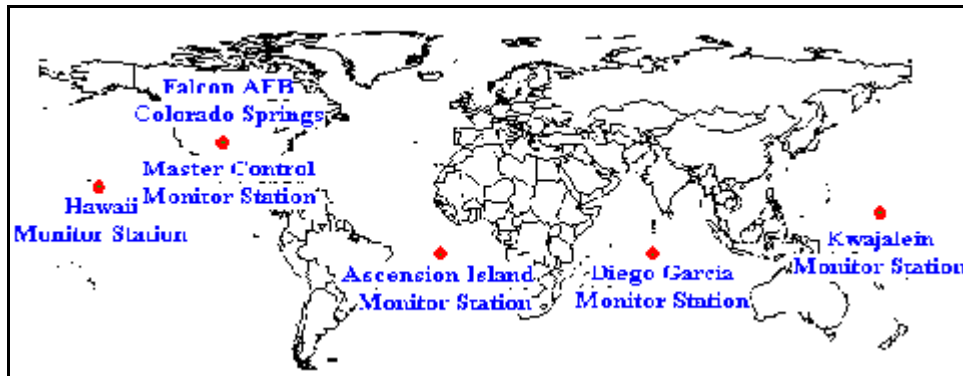 Falcon AFB
Colorado Springs
Master Control
Monitor Station
Hawaii
Monitor Station
Ascension Island
Monitor Station
Diego Garcia
Monitor Station
Kwajalein
Monitor Station